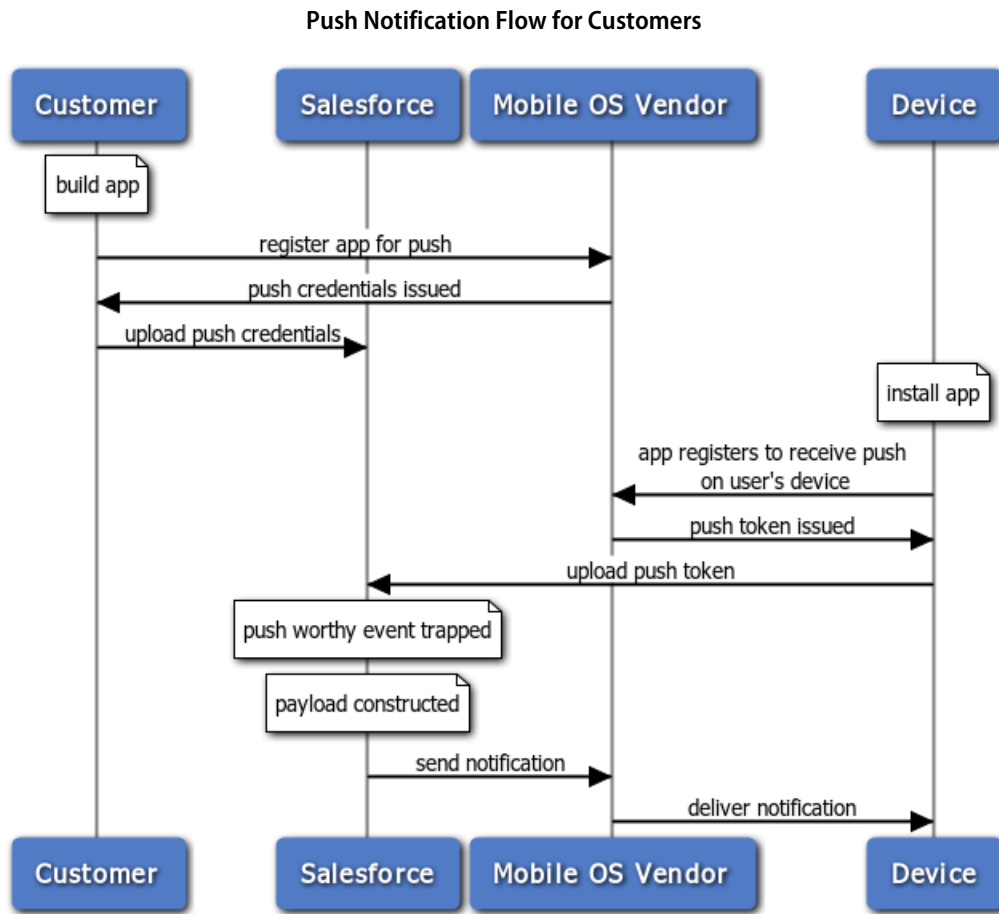 Push Notification Flow for Customers
Customer
Salesforce
Mobile OS Vendor
Device
build app
register app for push
push credentials issued
upload push credentials
install app
app registers to receive push
on user's device
push token issued
upload push token
push worthy event trapped
payload constructed
send notification
deliver notification
Customer
Salesforce
Mobile OS Vendor
Device